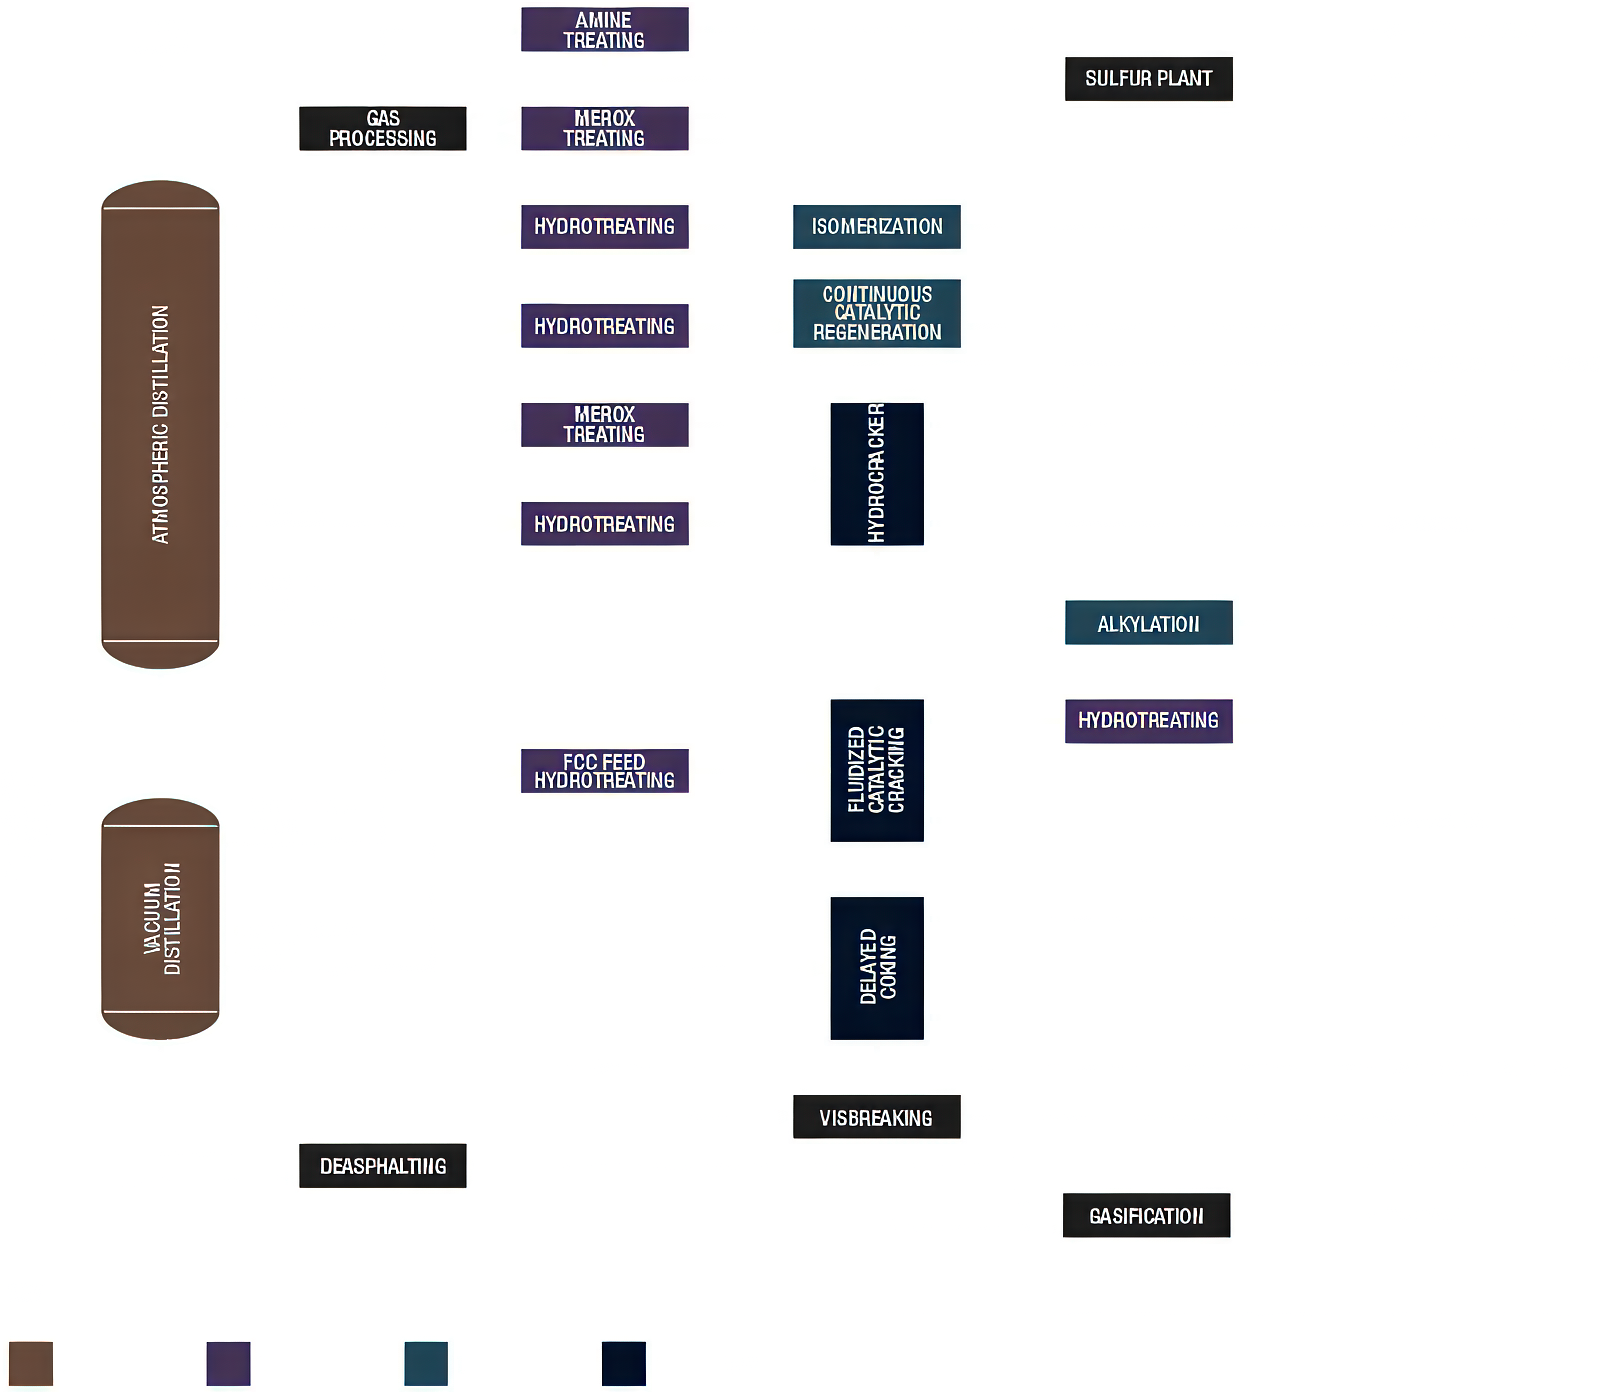 AMINE
TREATING
SULFUR PLANT
GAS
PROCESSING
MEROX
TREATING
HYDROTREATING
ISOMERIZATION
CONTINUOUS
CATALYTIC
REGENERATION
ATMOSPHERIC DISTILLATION
HYDROTREATING
MEROX
TREATING
HYDROCRACKER
HYDROTREATING
ALKYLATION
HYDROTREATING
FLUIDIZED
CATALYTIC
CRACKING
FCC FEED
HYDROTREATING
VACUUM
DISTILLATION
DELAYED
COKING
VISBREAKING
DEASPHALTING
GASIFICATION